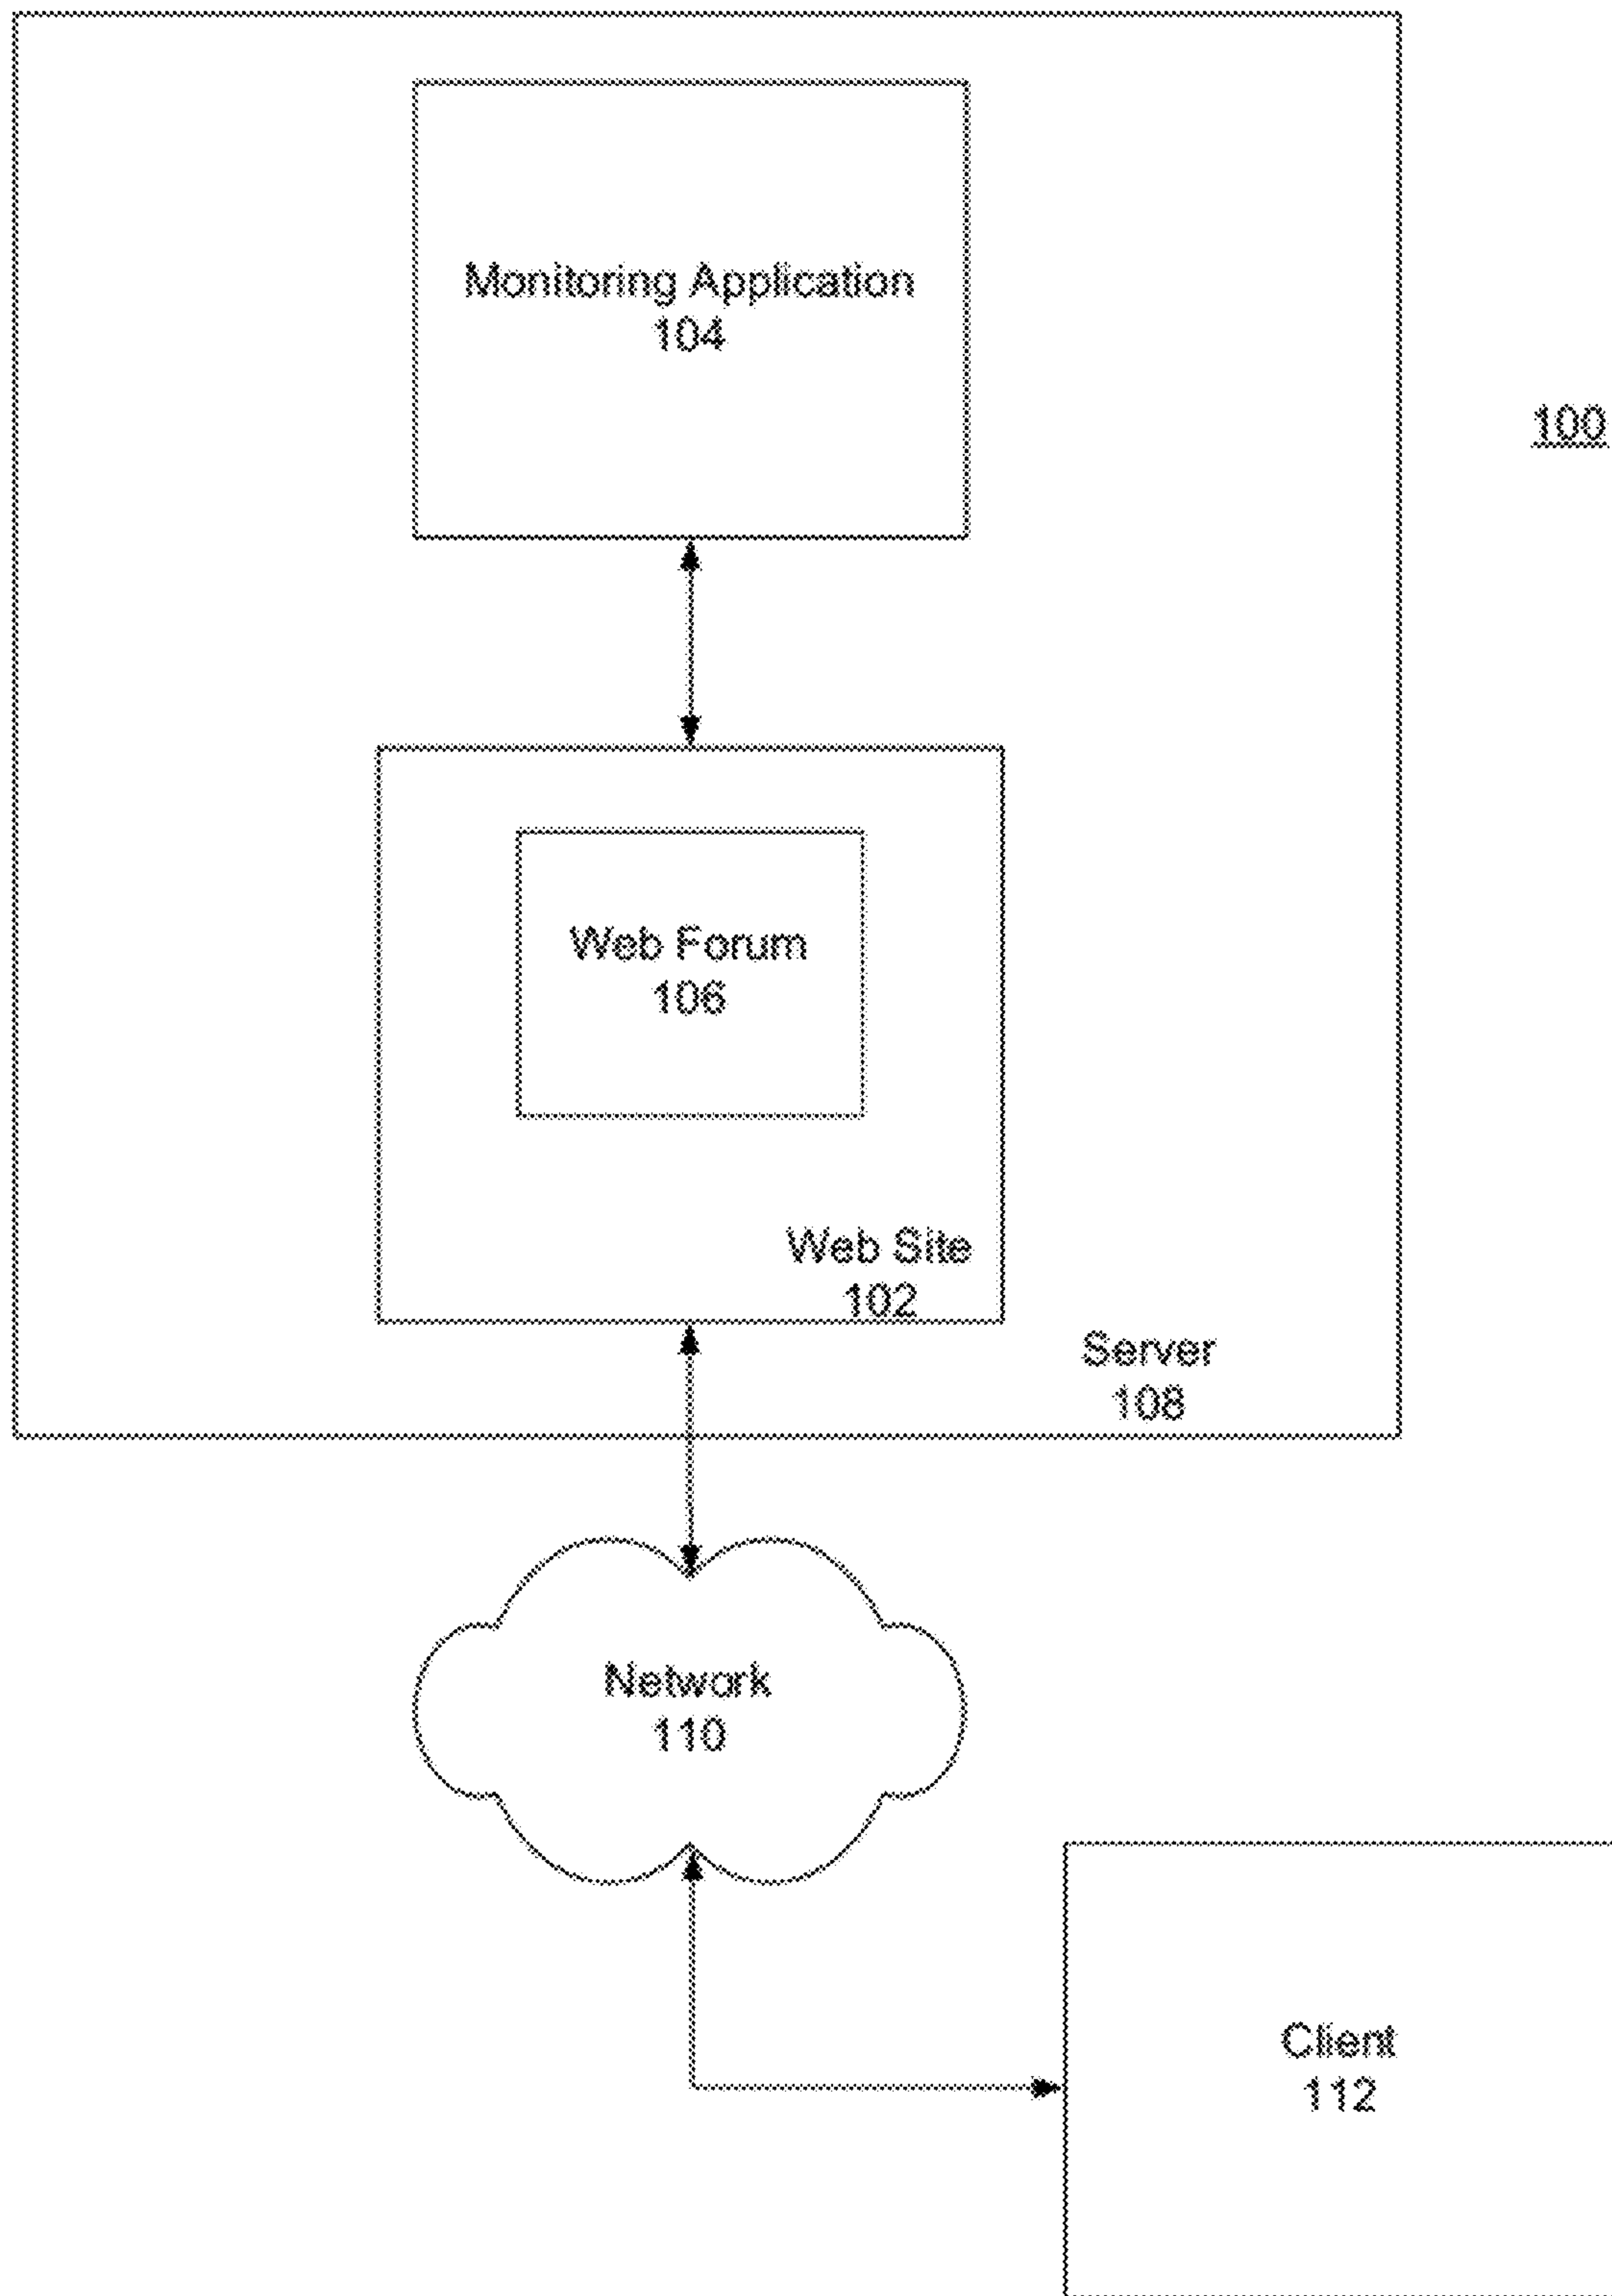 Monitoring Application
104
100
Web Forum
106
Web Site
102
Server
108
Network
110
Client
112